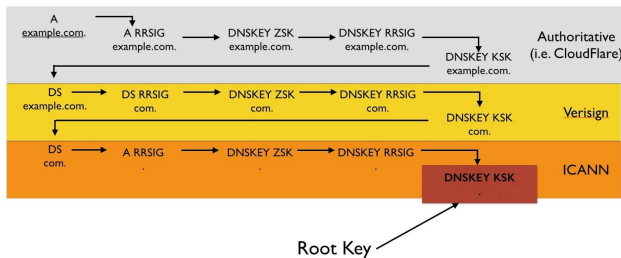 A
example.com.
A RRSIG
example.com.
DNSKEY ZSK
example.com.
DNSKEY RRSIG
example.com.
DNSKEY KSK
example.com.
Authoritative
(i.e. CloudFlare)
DS
example.com.
DS RRSIG
com.
DNSKEY ZSK
com.
DNSKEY RRSIG
com.
DNSKEY KSK
com.
Verisign
DS
com.
A RRSIG
.
DNSKEY ZSK
.
DNSKEY RRSIG
.
DNSKEY KSK
.
ICANN
Root Key